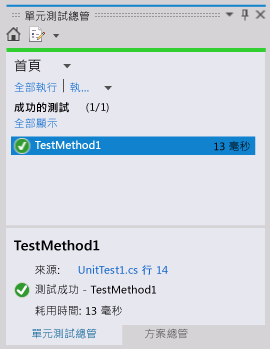 單元測試總管
首頁
全部執行 執...
成功的測試 (1/1)
全部顯示
TestMethod1 13 毫秒
TestMethod1
來源: UnitTest1.cs 行 14
測試成功 - TestMethod1
耗用時間: 13 毫秒
單元測試總管 方案總管